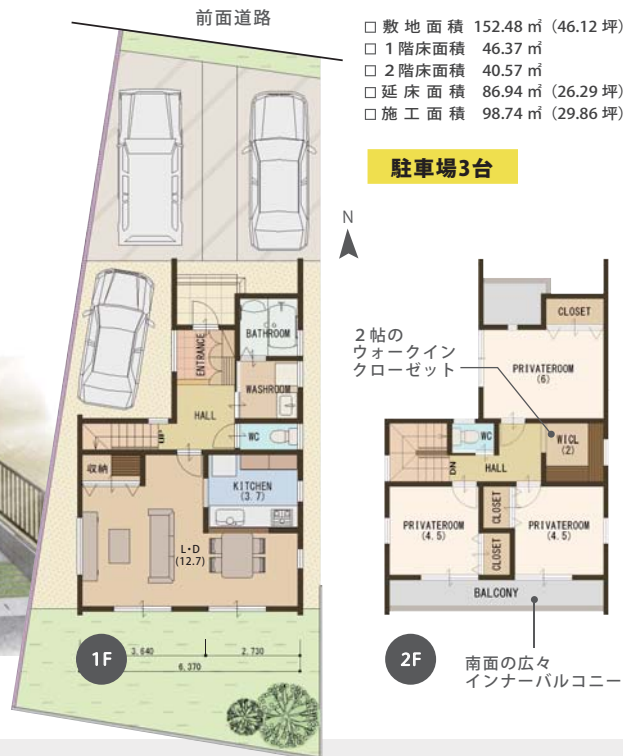 前面道路
□ 敷地面積 152.48 ㎡（46.12 坪）
□ 1階床面積 46.37 ㎡
□ 2階床面積 40.57 ㎡
□ 延床面積 86.94 ㎡（26.29 坪）
□ 施工面積 98.74 ㎡（29.86 坪）
駐車場3台
N
BATHROOM
ENTRANCE
WASHROOM
HALL
WC
UP
収納
KITCHEN
(3.7)
L・D
(12.7)
3.640
2.730
6.370
1F
2帖の
ウォークイン
クローゼット
CLOSET
PRIVATEROOM
(6)
WC
WICL
(2)
DN
HALL
CLOSET
PRIVATEROOM
(4.5)
PRIVATEROOM
(4.5)
CLOSET
BALCONY
2F
南面の広々
インナーバルコニー